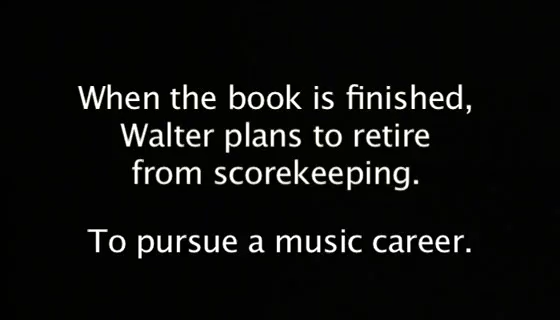 When the book is finished,
Walter plans to retire
from scorekeeping.
To pursue a music career.